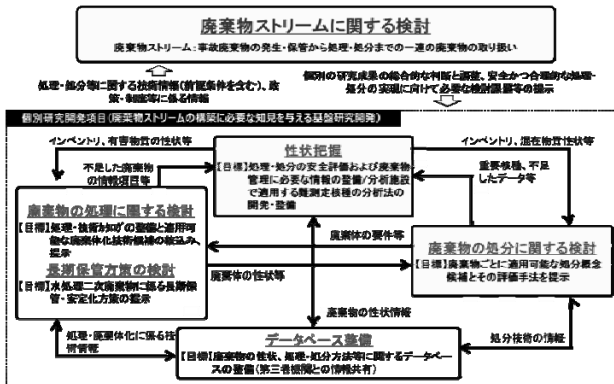 廃棄物ストリームに関する検討
廃棄物ストリーム：事故廃棄物の発生・保管から処理・処分までの一連の廃棄物の取り扱い
処理・処分等に関する技術情報(前提条件を含む)、政
策・制度等に係る情報
個別の研究成果の総合的な判断と調整、安全かつ合理的な処理・
処分の実現に向けて必要な検討課題等の提示
個別研究開発項目(廃棄物ストリームの構築に必要な知見を与える基盤研究開発)
インベントリ、有害物質の性状等
インベントリ、混在物質性状等
不足した廃棄物
の情報項目等
性状把握
【目標】処理・処分の安全評価および廃棄物
管理に必要な情報の整備/分析施設
で適用する難測定核種の分析法の
開発・整備
重要核種、不足
したデータ等
廃棄物の処理に関する検討
【目標】処理・技術カタログの整備と適用可
能な廃棄体化技術候補の絞込み、
提示
長期保管方策の検討
【目標】水処理二次廃棄物に係る長期保
管・安定化方策の提示
廃棄体の要件等
廃棄体の性状等
廃棄物の処分に関する検討
【目標】廃棄物ごとに適用可能な処分概念
候補とその評価手法を提示
廃棄物の性状情報
処理・廃棄体化に係る技
術情報
処分技術の情報
データベース整備
【目標】廃棄物の性状、処理・処分方法等に関するデータベー
スの整備(第三者機関との情報共有)